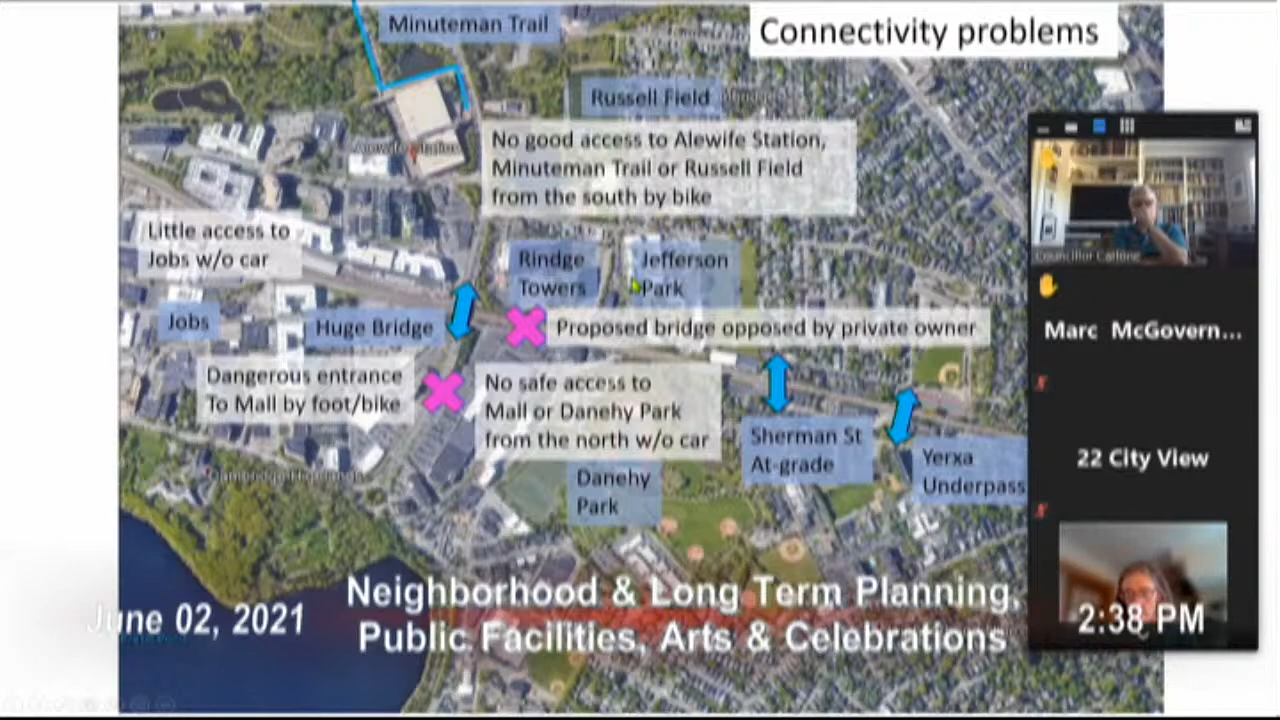 Minuteman Trail
Connectivity problems
Russell Field
No good access to Alewife Station,
Minuteman Trail or Russell Field
from the south by bike
Little access to
Jobs w/o car
Rindge
Towers
Jefferson
Park
Jobs
Huge Bridge
Proposed bridge opposed by private owner
Dangerous entrance
To Mall by foot/bike
No safe access to
Mall or Danehy Park
from the north w/o car
Sherman St
At-grade
Yerxa
Underpass
Danehy
Park
Cambridge Highlands
Councillor Carlone
Marc McGovern...
22 City View
June 02, 2021
Neighborhood & Long Term Planning,
Public Facilities, Arts & Celebrations
2:38 PM